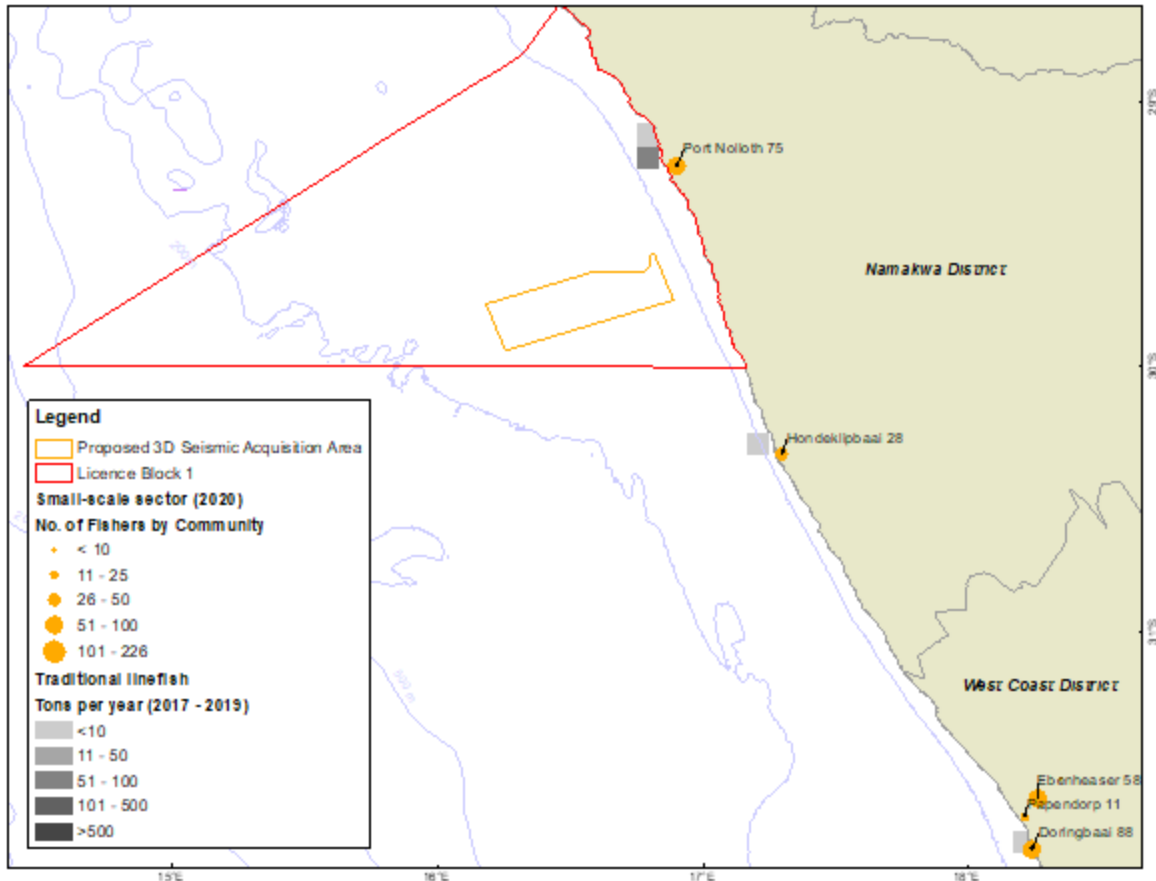 Port Nolloth 75
29°S
Namakwa District
30°S
Hondeklipbaai 28
31°S
West Coast District
Ebenheaser 58
Papendorp 11
Doringbaai 88
Legend
Proposed 3D Seismic Acquisition Area
Licence Block 1
Small-scale sector (2020)
No. of Fishers by Community
< 10
11 - 25
26 - 50
51 - 100
101 - 226
Traditional linefish
Tons per year (2017 - 2019)
<10
11 - 50
51 - 100
101 - 500
>500
15°E
16°E
17°E
18°E